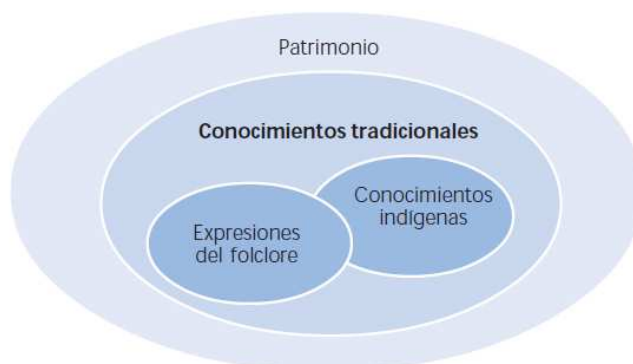 Patrimonio
Conocimientos tradicionales
Conocimientos
indígenas
Expresiones
del folclore